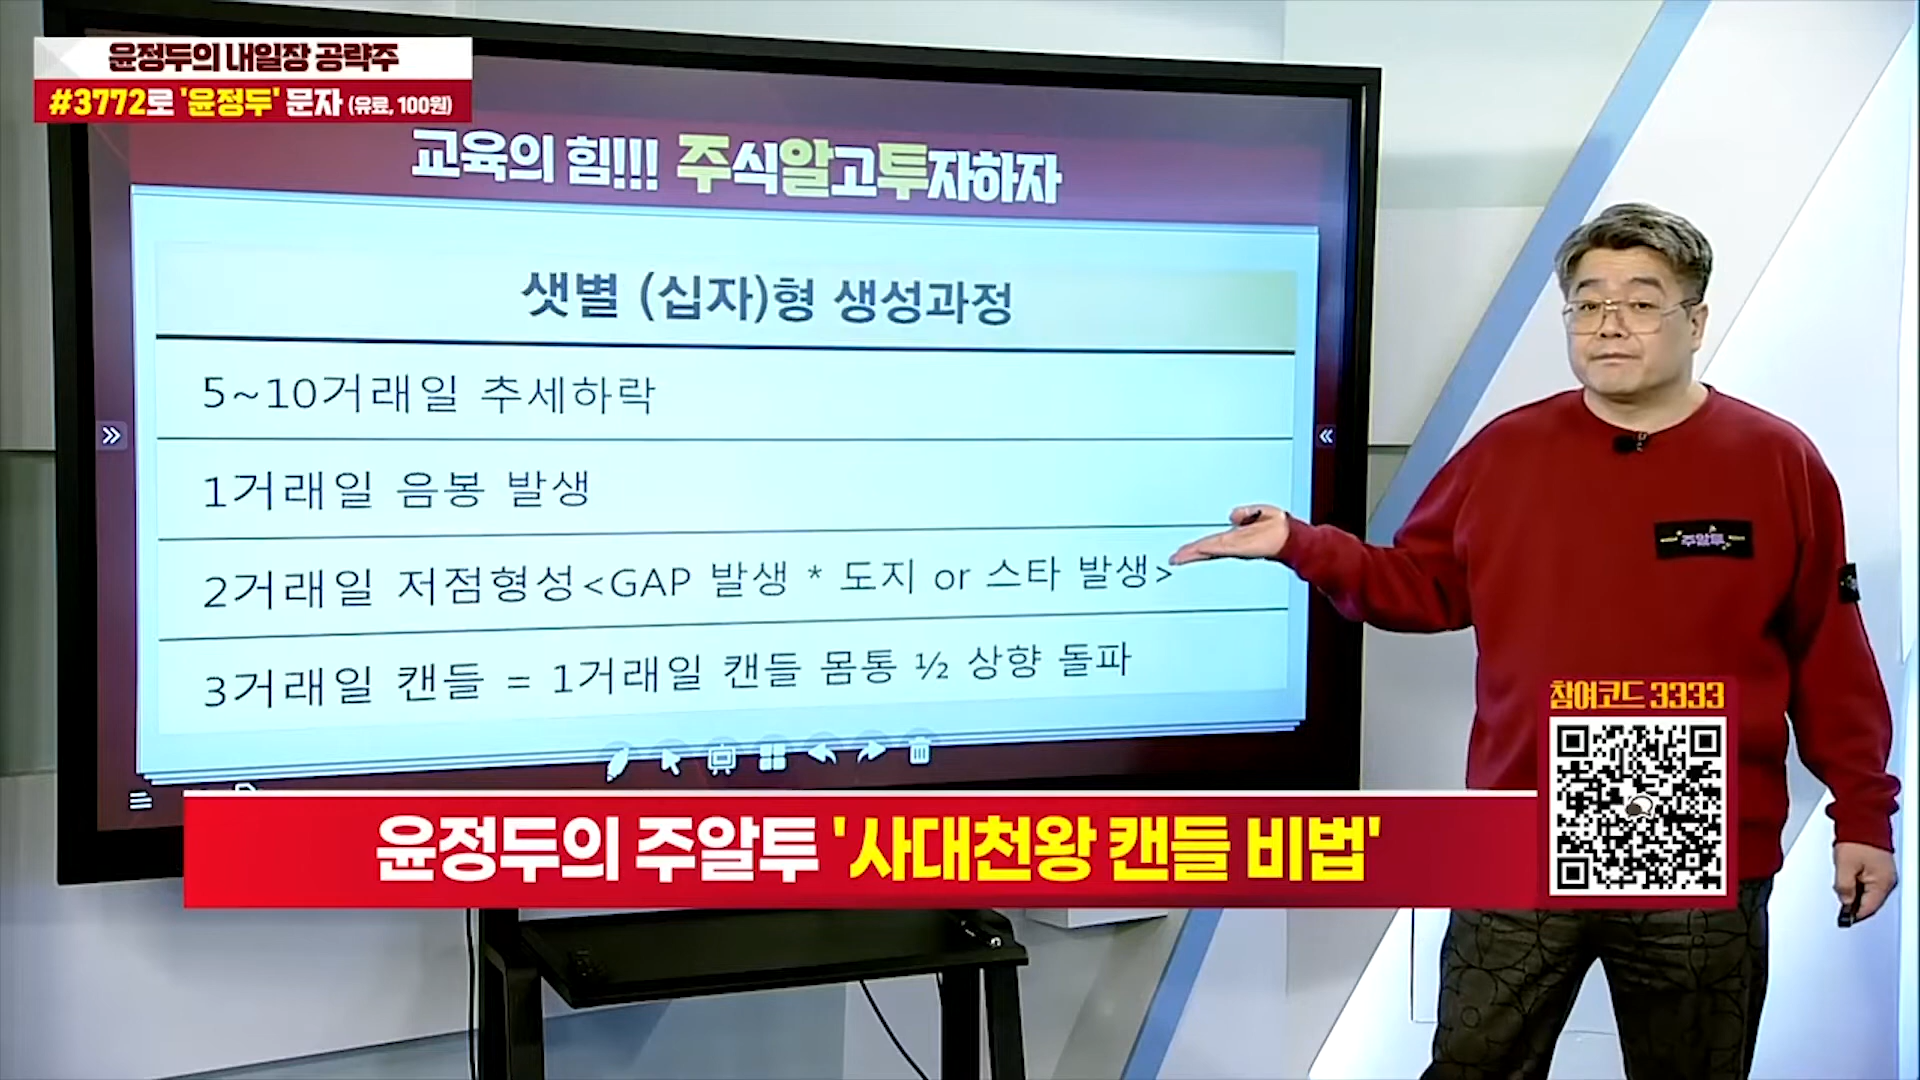 윤정두의 내일장 공략주
#3772로 '윤정두' 문자 (유료, 100원)
교육의 힘!!! 주식알고투자하자
샛별 (십자)형 생성과정
5~10거래일 추세하락
1거래일 음봉 발생
2거래일 저점형성<GAP 발생 * 도지 or 스타 발생>
3거래일 캔들 = 1거래일 캔들 몸통 ½ 상향 돌파
주알투
참여코드 3333
윤정두의 주알투 '사대천왕 캔들 비법'